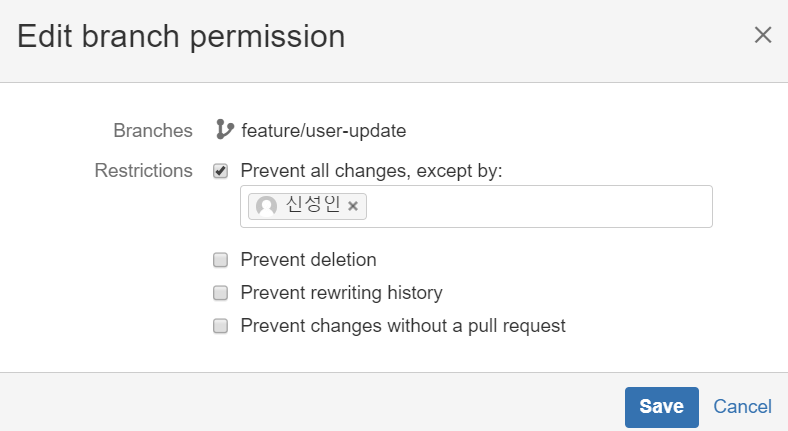 Edit branch permission
Branches feature/user-update
Restrictions Prevent all changes, except by:
신성인
Prevent deletion
Prevent rewriting history
Prevent changes without a pull request
Save Cancel